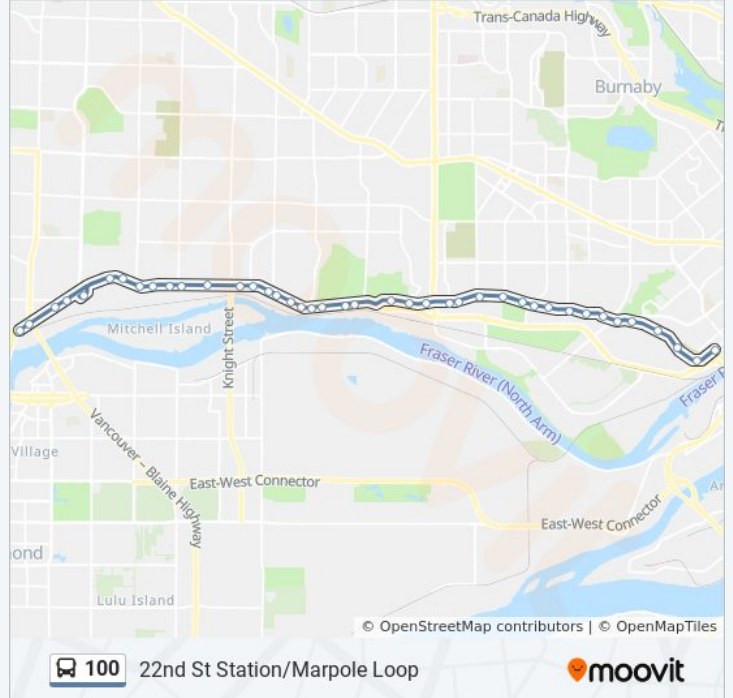 Trans-Canada Highway
Burnaby
Mitchell Island
Knight Street
Fraser River (North Arm)
Fraser
Vancouver – Blaine Highway
Village
East-West Connector
East-West Connector
ond
Lulu Island
© OpenStreetMap contributors | © OpenMapTiles
100 22nd St Station/Marpole Loop
moovit